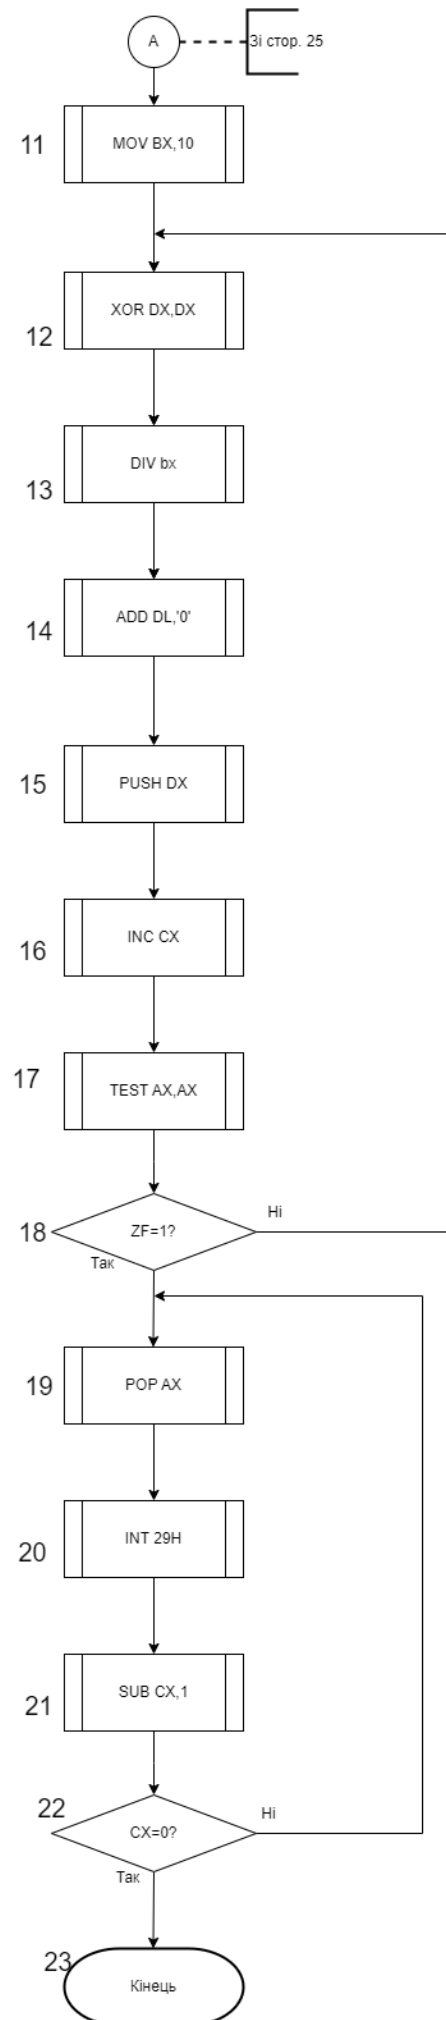 А
Зі стор. 25
11
MOV BX,10
12
XOR DX,DX
13
DIV bx
14
ADD DL,'0'
15
PUSH DX
16
INC CX
17
TEST AX,AX
18
ZF=1?
Ні
Так
19
POP AX
20
INT 29H
21
SUB CX,1
22
CX=0?
Ні
Так
23
Кінець